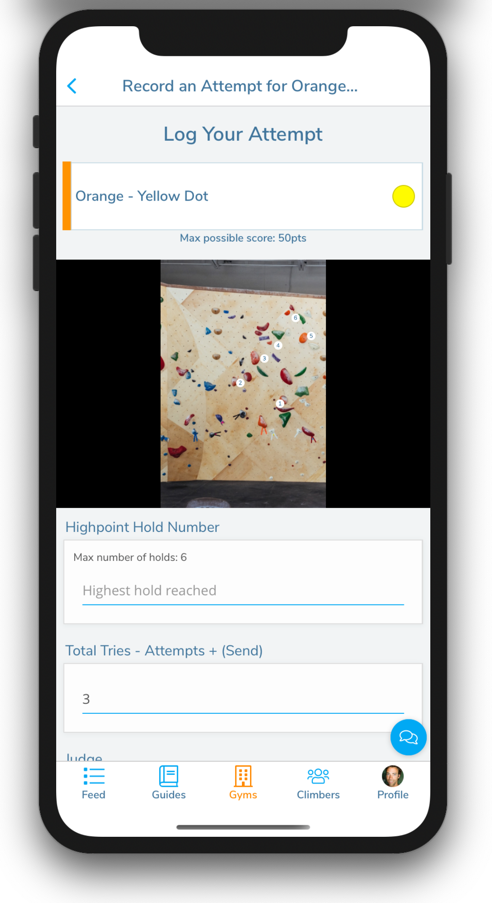 Record an Attempt for Orange...
Log Your Attempt
Orange - Yellow Dot
Max possible score: 50pts
6
5
4
3
2
1
Highpoint Hold Number
Max number of holds: 6
Highest hold reached
Total Tries - Attempts + (Send)
3
Judge
Feed
Guides
Gyms
Climbers
Profile